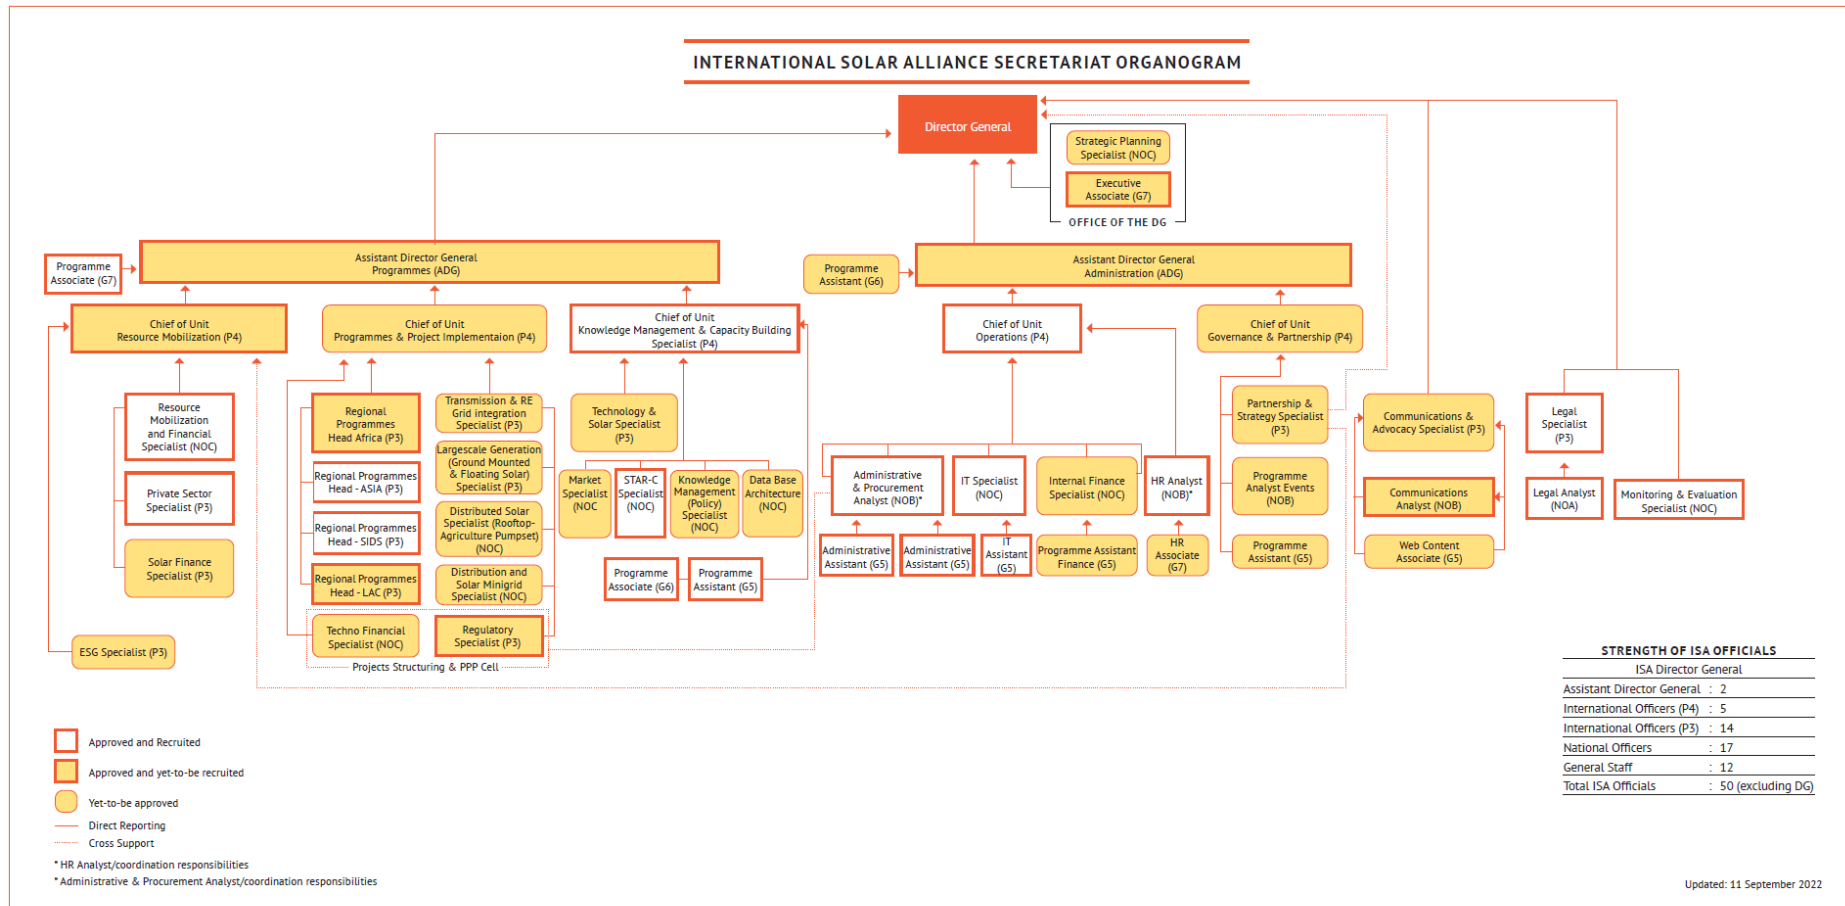 INTERNATIONAL SOLAR ALLIANCE SECRETARIAT ORGANOGRAM
Director General
Strategic Planning
Specialist (NOC)
Executive
Associate (G7)
OFFICE OF THE DG
Programme
Associate (G7)
Assistant Director General
Programmes (ADG)
Programme
Assistant (G6)
Assistant Director General
Administration (ADG)
Chief of Unit
Resource Mobilization (P4)
Chief of Unit
Programmes & Project Implementaion (P4)
Chief of Unit
Knowledge Management & Capacity Building
Specialist (P4)
Chief of Unit
Operations (P4)
Chief of Unit
Governance & Partnership (P4)
Resource
Mobilization
and Financial
Specialist (NOC)
Private Sector
Specialist (P3)
Solar Finance
Specialist (P3)
ESG Specialist (P3)
Regional
Programmes
Head Africa (P3)
Regional Programmes
Head - ASIA (P3)
Regional Programmes
Head - SIDS (P3)
Regional Programmes
Head - LAC (P3)
Techno Financial
Specialist (NOC)
Transmission & RE
Grid integration
Specialist (P3)
Largescale Generation
(Ground Mounted
& Floating Solar)
Specialist (P3)
Distributed Solar
Specialist (Rooftop-
Agriculture Pumpset)
(NOC)
Distribution and
Solar Minigrid
Specialist (NOC)
Regulatory
Specialist (P3)
Projects Structuring & PPP Cell
Technology &
Solar Specialist
(P3)
Market
Specialist
(NOC
STAR-C
Specialist
(NOC)
Knowledge
Management
(Policy)
Specialist
(NOC)
Data Base
Architecture
(NOC)
Programme
Associate (G6)
Programme
Assistant (G5)
Administrative
& Procurement
Analyst (NOB)*
IT Specialist
(NOC)
Internal Finance
Specialist (NOC)
HR Analyst
(NOB)*
Administrative
Assistant (G5)
Administrative
Assistant (G5)
IT
Assistant
(G5)
Programme Assistant
Finance (G5)
HR
Associate
(G7)
Partnership &
Strategy Specialist
(P3)
Programme
Analyst Events
(NOB)
Programme
Assistant (G5)
Communications &
Advocacy Specialist (P3)
Communications
Analyst (NOB)
Web Content
Associate (G5)
Legal
Specialist
(P3)
Legal Analyst
(NOA)
Monitoring & Evaluation
Specialist (NOC)
STRENGTH OF ISA OFFICIALS
ISA Director General
Assistant Director General : 2
International Officers (P4) : 5
International Officers (P3) : 14
National Officers : 17
General Staff : 12
Total ISA Officials : 50 (excluding DG)
Approved and Recruited
Approved and yet-to-be recruited
Yet-to-be approved
Direct Reporting
Cross Support
* HR Analyst/coordination responsibilities
* Administrative & Procurement Analyst/coordination responsibilities
Updated: 11 September 2022